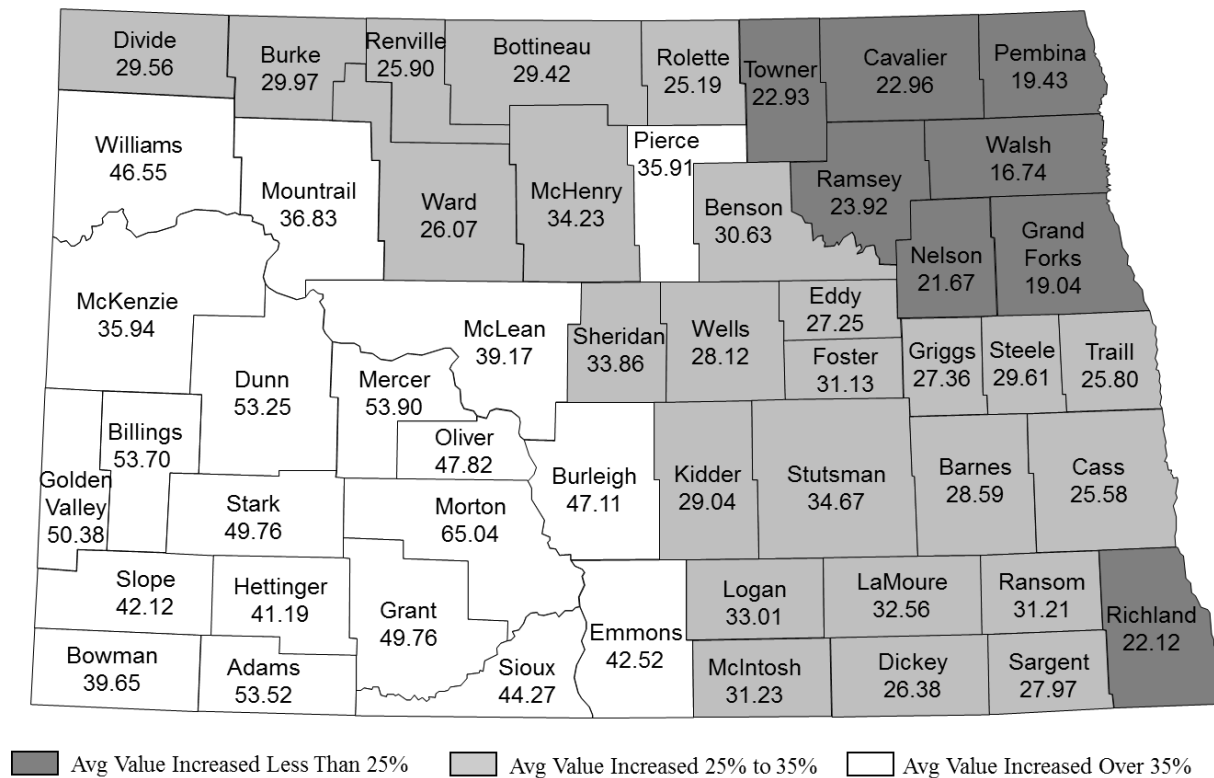 Divide
29.56
Burke
29.97
Renville
25.90
Bottineau
29.42
Rolette
25.19
Towner
22.93
Cavalier
22.96
Pembina
19.43
Williams
46.55
Mountrail
36.83
Ward
26.07
McHenry
34.23
Pierce
35.91
Benson
30.63
Ramsey
23.92
Walsh
16.74
Nelson
21.67
Grand
Forks
19.04
McKenzie
35.94
Dunn
53.25
McLean
39.17
Mercer
53.90
Oliver
47.82
Sheridan
33.86
Wells
28.12
Eddy
27.25
Foster
31.13
Griggs
27.36
Steele
29.61
Traill
25.80
Golden
Valley
50.38
Billings
53.70
Stark
49.76
Morton
65.04
Burleigh
47.11
Kidder
29.04
Stutsman
34.67
Barnes
28.59
Cass
25.58
Slope
42.12
Hettinger
41.19
Grant
49.76
Bowman
39.65
Adams
53.52
Sioux
44.27
Emmons
42.52
Logan
33.01
LaMoure
32.56
Ransom
31.21
Richland
22.12
McIntosh
31.23
Dickey
26.38
Sargent
27.97
Avg Value Increased Less Than 25%
Avg Value Increased 25% to 35%
Avg Value Increased Over 35%